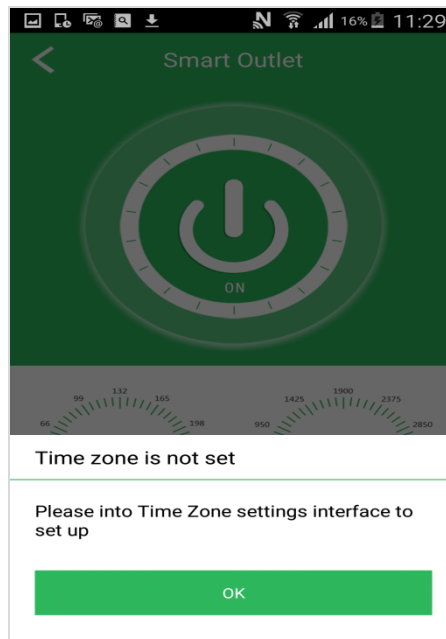 16% 11:29
Smart Outlet
ON
132
99 165
66 198
1900
1425 2375
950 2850
Time zone is not set
Please into Time Zone settings interface to
set up
OK